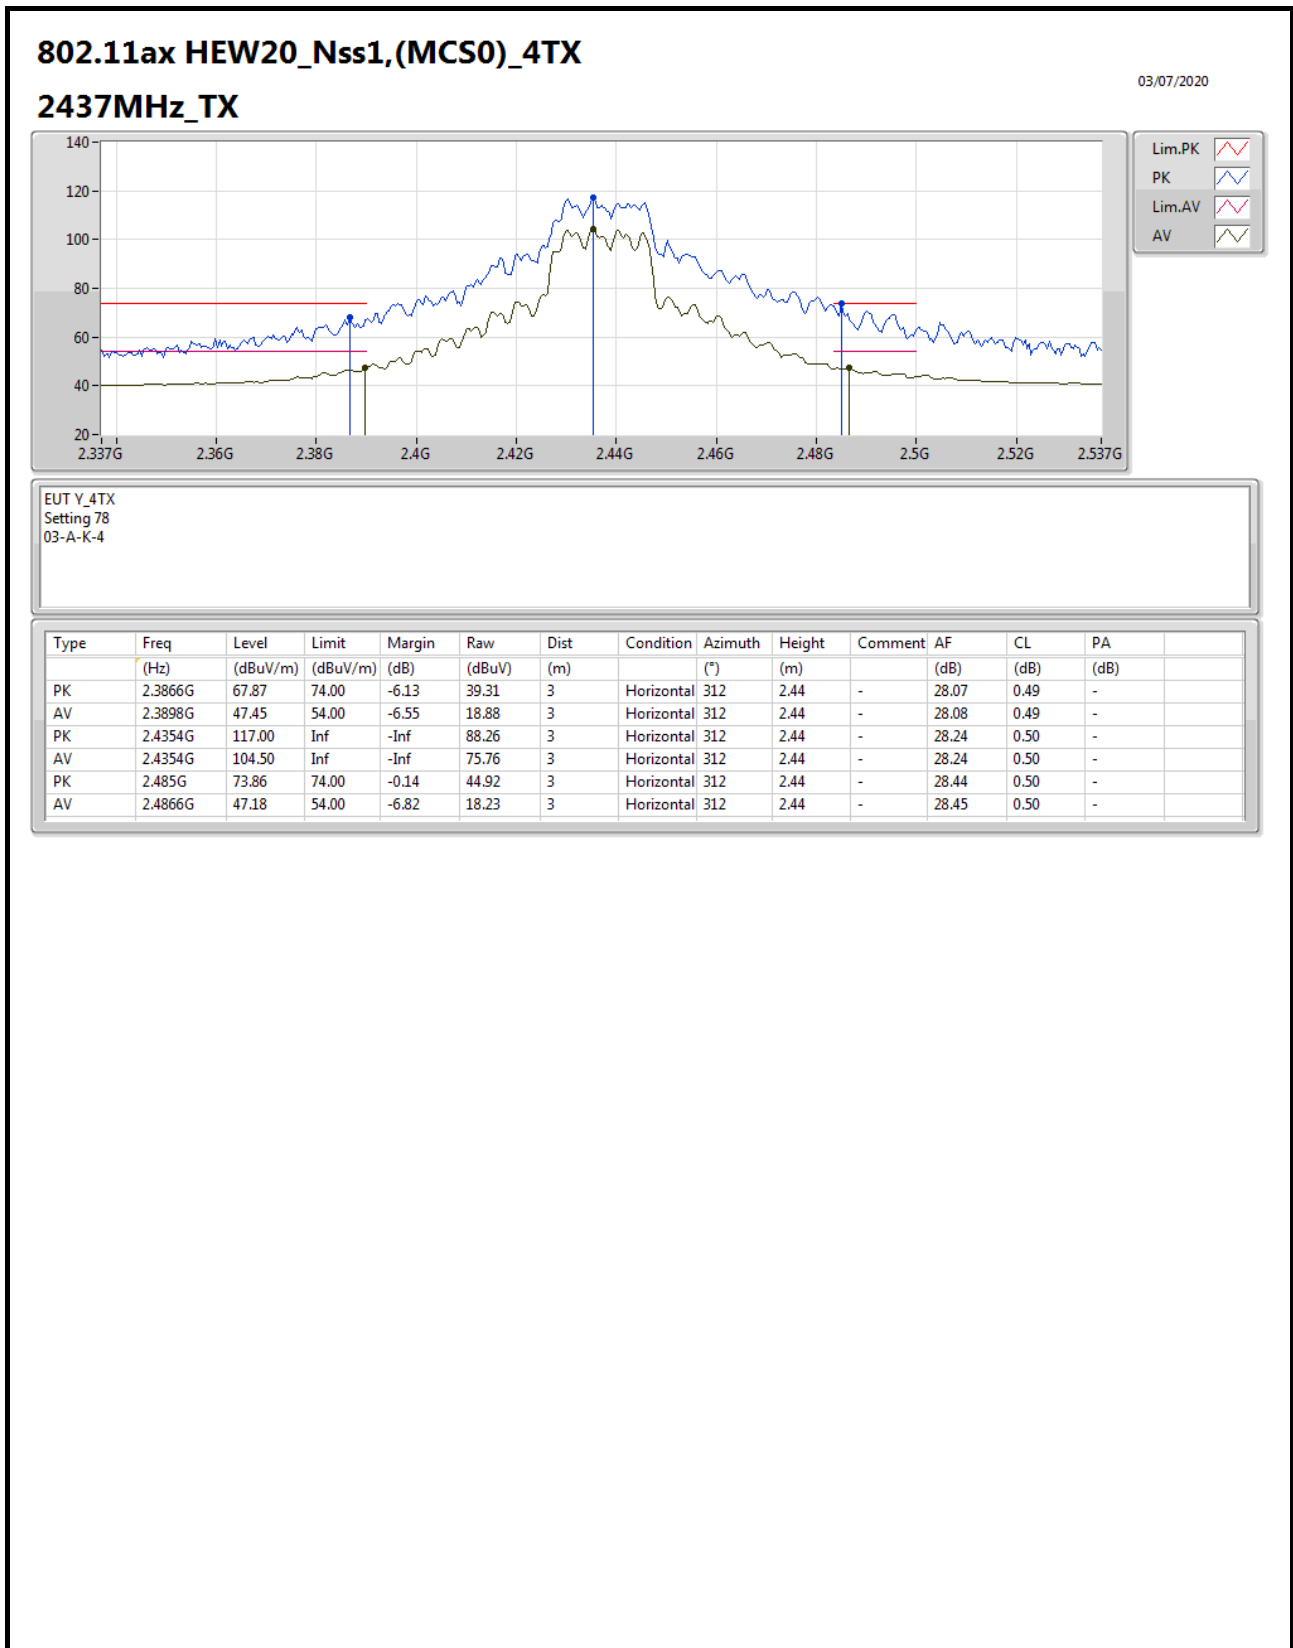 802.11ax HEW20_Nss1,(MCS0)_4TX
03/07/2020
2437MHz_TX
140
120
100
80
60
40
20
2.337G 2.36G 2.38G 2.4G 2.42G 2.44G 2.46G 2.48G 2.5G 2.52G 2.537G
Lim.PK
PK
Lim.AV
AV
EUT Y_4TX
Setting 78
03-A-K-4
Type Freq Level Limit Margin Raw Dist Condition Azimuth Height Comment AF CL PA
(Hz) (dBuV/m) (dBuV/m) (dB) (dBuV) (m) (°) (m) (dB) (dB) (dB)
PK 2.3866G 67.87 74.00 -6.13 39.31 3 Horizontal 312 2.44 - 28.07 0.49 -
AV 2.3898G 47.45 54.00 -6.55 18.88 3 Horizontal 312 2.44 - 28.08 0.49 -
PK 2.4354G 117.00 Inf -Inf 88.26 3 Horizontal 312 2.44 - 28.24 0.50 -
AV 2.4354G 104.50 Inf -Inf 75.76 3 Horizontal 312 2.44 - 28.24 0.50 -
PK 2.485G 73.86 74.00 -0.14 44.92 3 Horizontal 312 2.44 - 28.44 0.50 -
AV 2.4866G 47.18 54.00 -6.82 18.23 3 Horizontal 312 2.44 - 28.45 0.50 -